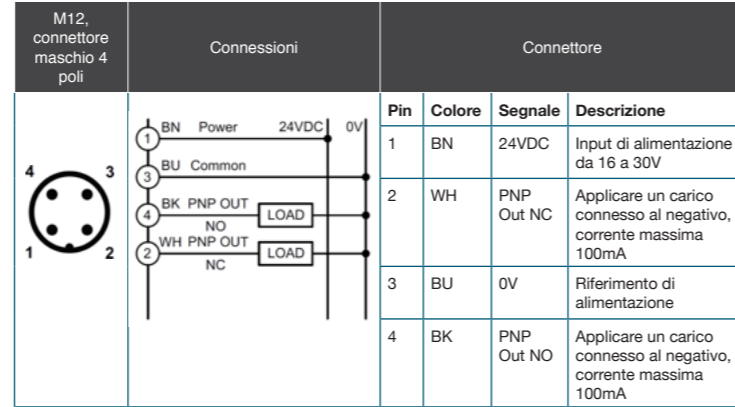 M12,
connettore
maschio 4
poli
Connessioni
Connettore
4 3
1 2
1 BN Power 24VDC 0V
3 BU Common
4 BK PNP OUT LOAD
NO
2 WH PNP OUT LOAD
NC
Pin Colore Segnale Descrizione
1 BN 24VDC Input di alimentazione
da 16 a 30V
2 WH PNP Applicare un carico
Out NC connesso al negativo,
corrente massima
100mA
3 BU 0V Riferimento di
alimentazione
4 BK PNP Applicare un carico
Out NO connesso al negativo,
corrente massima
100mA